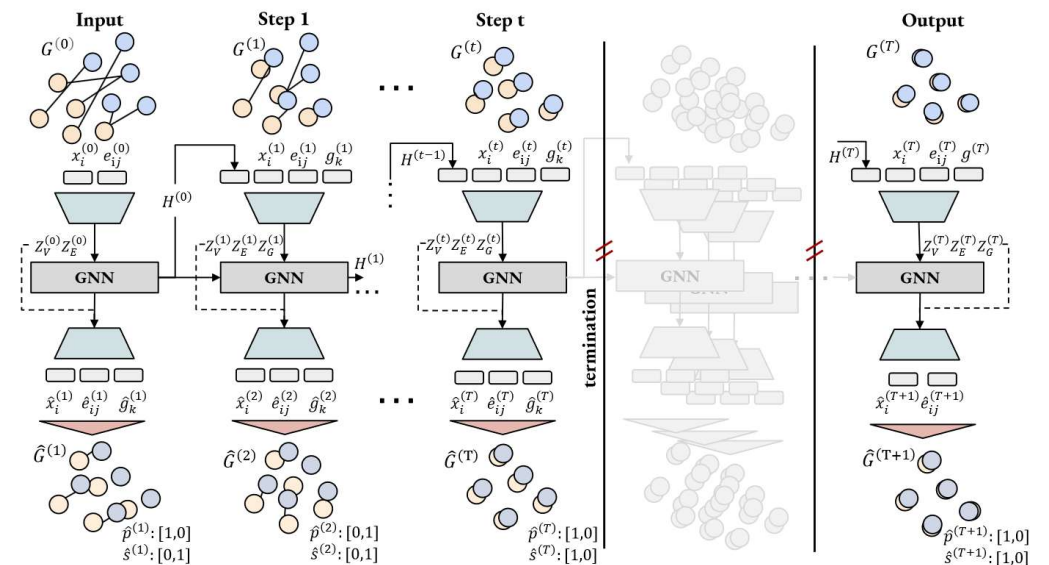 Input Step 1 Step t Output
G^(0) G^(1) G^(t) G^(T)
x_i^(0) e_ij^(0) x_i^(1) e_ij^(1) g_k^(1) H^(t−1) x_i^(t) e_ij^(t) g_k^(t) H^(T) x_i^(T) e_ij^(T) g^(T)
H^(0)
Z_V^(0) Z_E^(0) Z_V^(1) Z_E^(1) Z_G^(1) Z_V^(t) Z_E^(t) Z_G^(t) Z_V^(T) Z_E^(T) Z_G^(T)
H^(1)
GNN GNN GNN GNN GNN
termination
x̂_i^(1) ê_ij^(1) ĝ_k^(1) x̂_i^(2) ê_ij^(2) ĝ_k^(2) x̂_i^(T) ê_ij^(T) ĝ_k^(T) x̂_i^(T+1) ê_ij^(T+1)
Ĝ^(1) Ĝ^(2) Ĝ^(T) Ĝ^(T+1)
p̂^(1): [1,0] p̂^(2): [0,1] p̂^(T): [1,0] p̂^(T+1): [1,0]
ŝ^(1): [0,1] ŝ^(2): [0,1] ŝ^(T): [1,0] ŝ^(T+1): [1,0]